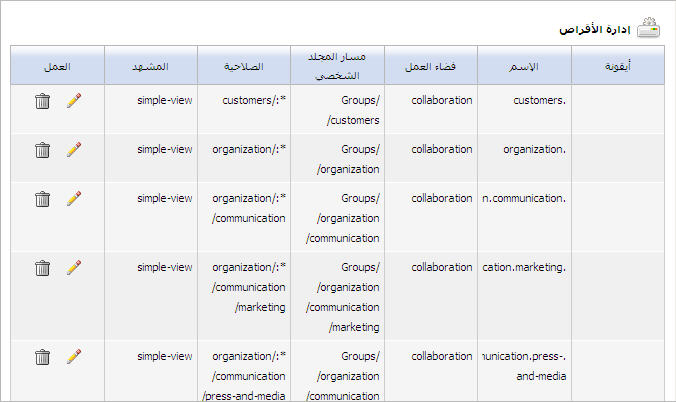 إدارة الأقراص
أيقونة
الإسم
فضاء العمل
مسار المجلد
الشخصي
الصلاحية
المشهد
العمل
customers.
collaboration
Groups/
/customers
customers/:*
simple-view
organization.
collaboration
Groups/
/organization
organization/:*
simple-view
n.communication.
collaboration
Groups/
/organization
/communication
organization/:*
/communication
simple-view
cation.marketing.
collaboration
Groups/
/organization
/communication
/marketing
organization/:*
/communication
/marketing
simple-view
nunication.press-.
and-media
collaboration
Groups/
/organization
/communication
organization/:*
/communication
/press-and-media
simple-view